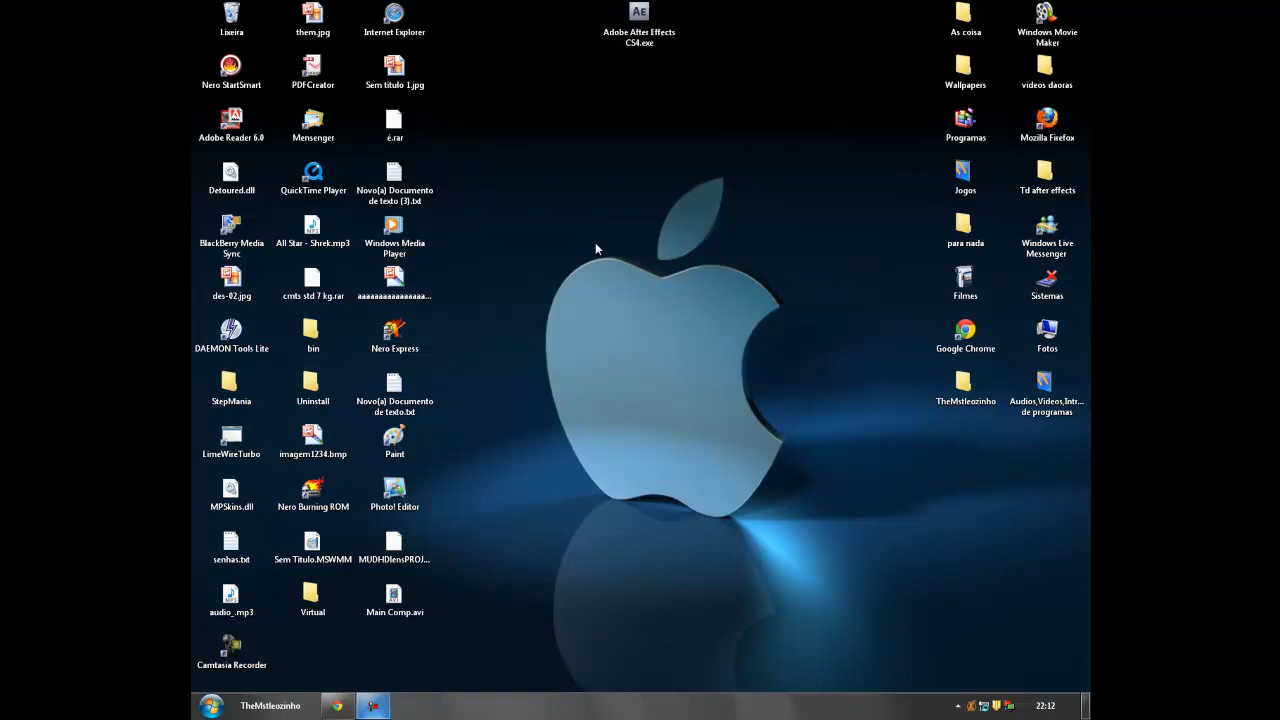 Lixeira
them.jpg
Internet Explorer
Ae
Adobe After Effects
CS4.exe
As coisa
Windows Movie
Maker
Nero StartSmart
PDFCreator
Sem titulo 1.jpg
Wallpapers
videos daoras
Adobe Reader 6.0
Mensenger
é.rar
Programas
Mozilla Firefox
Detoured.dll
QuickTime Player
Novo(a) Documento
de texto (3).txt
Jogos
Td after effects
BlackBerry Media
Sync
All Star - Shrek.mp3
Windows Media
Player
para nada
Windows Live
Messenger
des-02.jpg
cmts std 7 kg.rar
aaaaaaaaaaaaaaa...
Filmes
Sistemas
DAEMON Tools Lite
bin
Nero Express
Google Chrome
Fotos
StepMania
Uninstall
Novo(a) Documento
de texto.txt
TheMstleozinho
Audios,Videos,Intr...
de programas
LimeWireTurbo
imagem1234.bmp
Paint
MPSkins.dll
Nero Burning ROM
Photo! Editor
senhas.txt
Sem Titulo.MSWMM
MUDHDlensPROJ...
audio_.mp3
Virtual
Main Comp.avi
Camtasia Recorder
TheMstleozinho
22:12